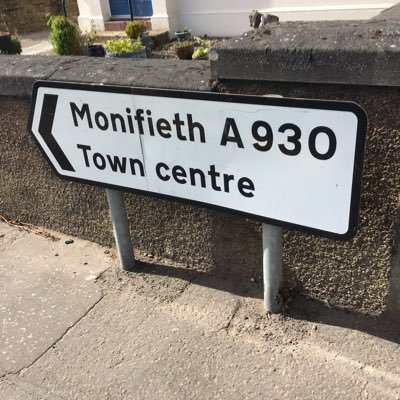 Monifieth A930
Town centre